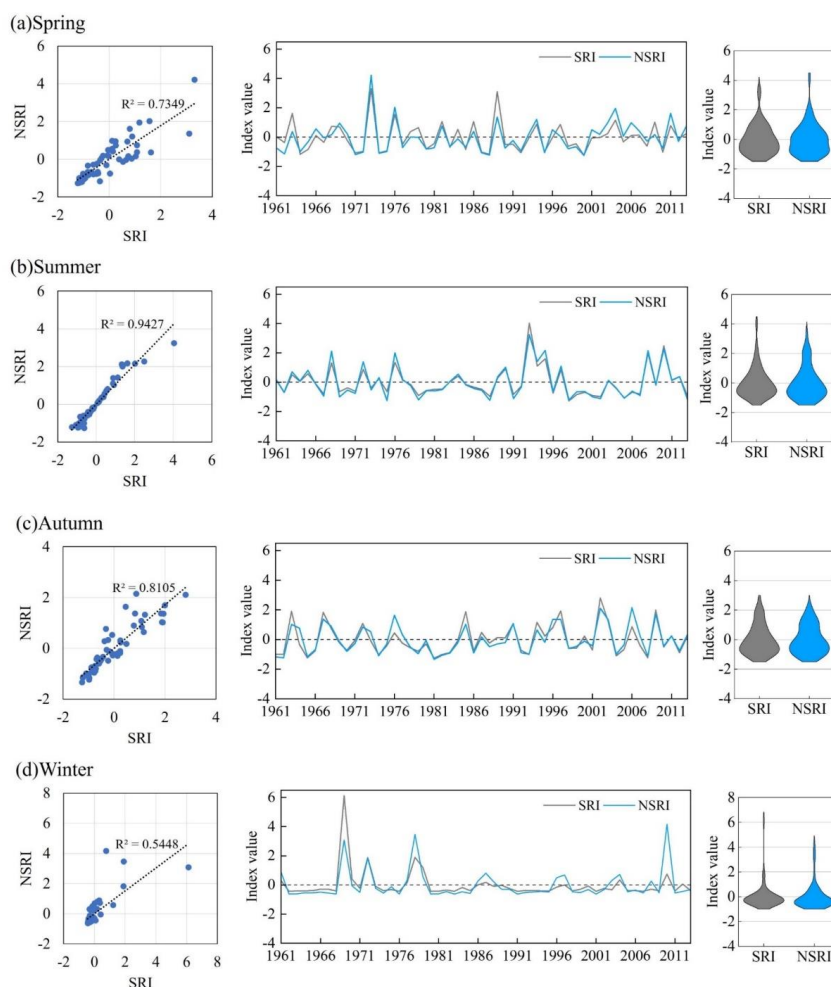 (a)Spring
6
4
2
0
-2
NSRI
R² = 0.7349
-2 0 2 4
SRI
6
4
2
0
-2
-4
Index value
SRI NSRI
1961 1966 1971 1976 1981 1986 1991 1996 2001 2006 2011
6
4
2
0
-2
-4
Index value
SRI NSRI
(b)Summer
6
4
2
0
-2
NSRI
R² = 0.9427
-2 0 2 4 6
SRI
6
4
2
0
-2
-4
Index value
SRI NSRI
1961 1966 1971 1976 1981 1986 1991 1996 2001 2006 2011
6
4
2
0
-2
-4
Index value
SRI NSRI
(c)Autumn
4
2
0
-2
NSRI
R² = 0.8105
-2 0 2 4
SRI
6
4
2
0
-2
-4
Index value
SRI NSRI
1961 1966 1971 1976 1981 1986 1991 1996 2001 2006 2011
6
4
2
0
-2
-4
Index value
SRI NSRI
(d)Winter
8
6
4
2
0
-2
NSRI
R² = 0.5448
-2 0 2 4 6 8
SRI
6
4
2
0
-2
-4
Index value
SRI NSRI
1961 1966 1971 1976 1981 1986 1991 1996 2001 2006 2011
8
6
4
2
0
-2
-4
Index value
SRI NSRI